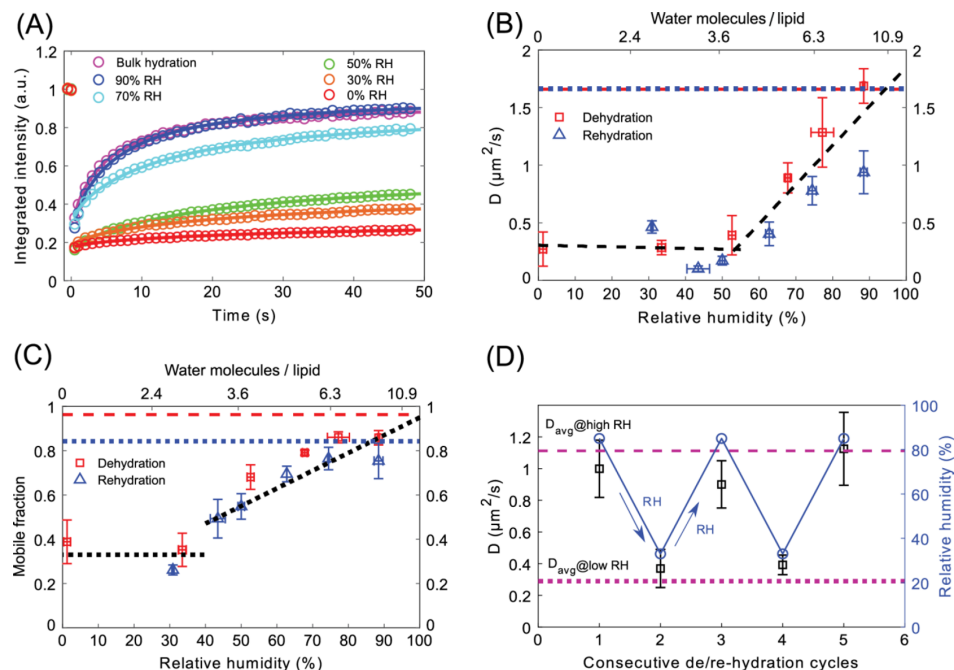 (A)
Integrated intensity (a.u.)
1.2
1
0.8
0.6
0.4
0.2
0
Bulk hydration
90% RH
70% RH
50% RH
30% RH
0% RH
0 10 20 30 40 50
Time (s)
(B)
Water molecules / lipid
0 2.4 3.6 6.3 10.9
D (µm²/s)
2
1.5
1
0.5
0
Dehydration
Rehydration
2
1.5
1
0.5
0
0 10 20 30 40 50 60 70 80 90 100
Relative humidity (%)
(C)
Water molecules / lipid
0 2.4 3.6 6.3 10.9
Mobile fraction
1
0.8
0.6
0.4
0.2
0
Dehydration
Rehydration
1
0.8
0.6
0.4
0.2
0
0 10 20 30 40 50 60 70 80 90 100
Relative humidity (%)
(D)
D (µm²/s)
1.2
1
0.8
0.6
0.4
0.2
0
Davg@high RH
RH
RH
Davg@low RH
100
80
60
40
20
0
Relative humidity (%)
0 1 2 3 4 5 6
Consecutive de/re-hydration cycles